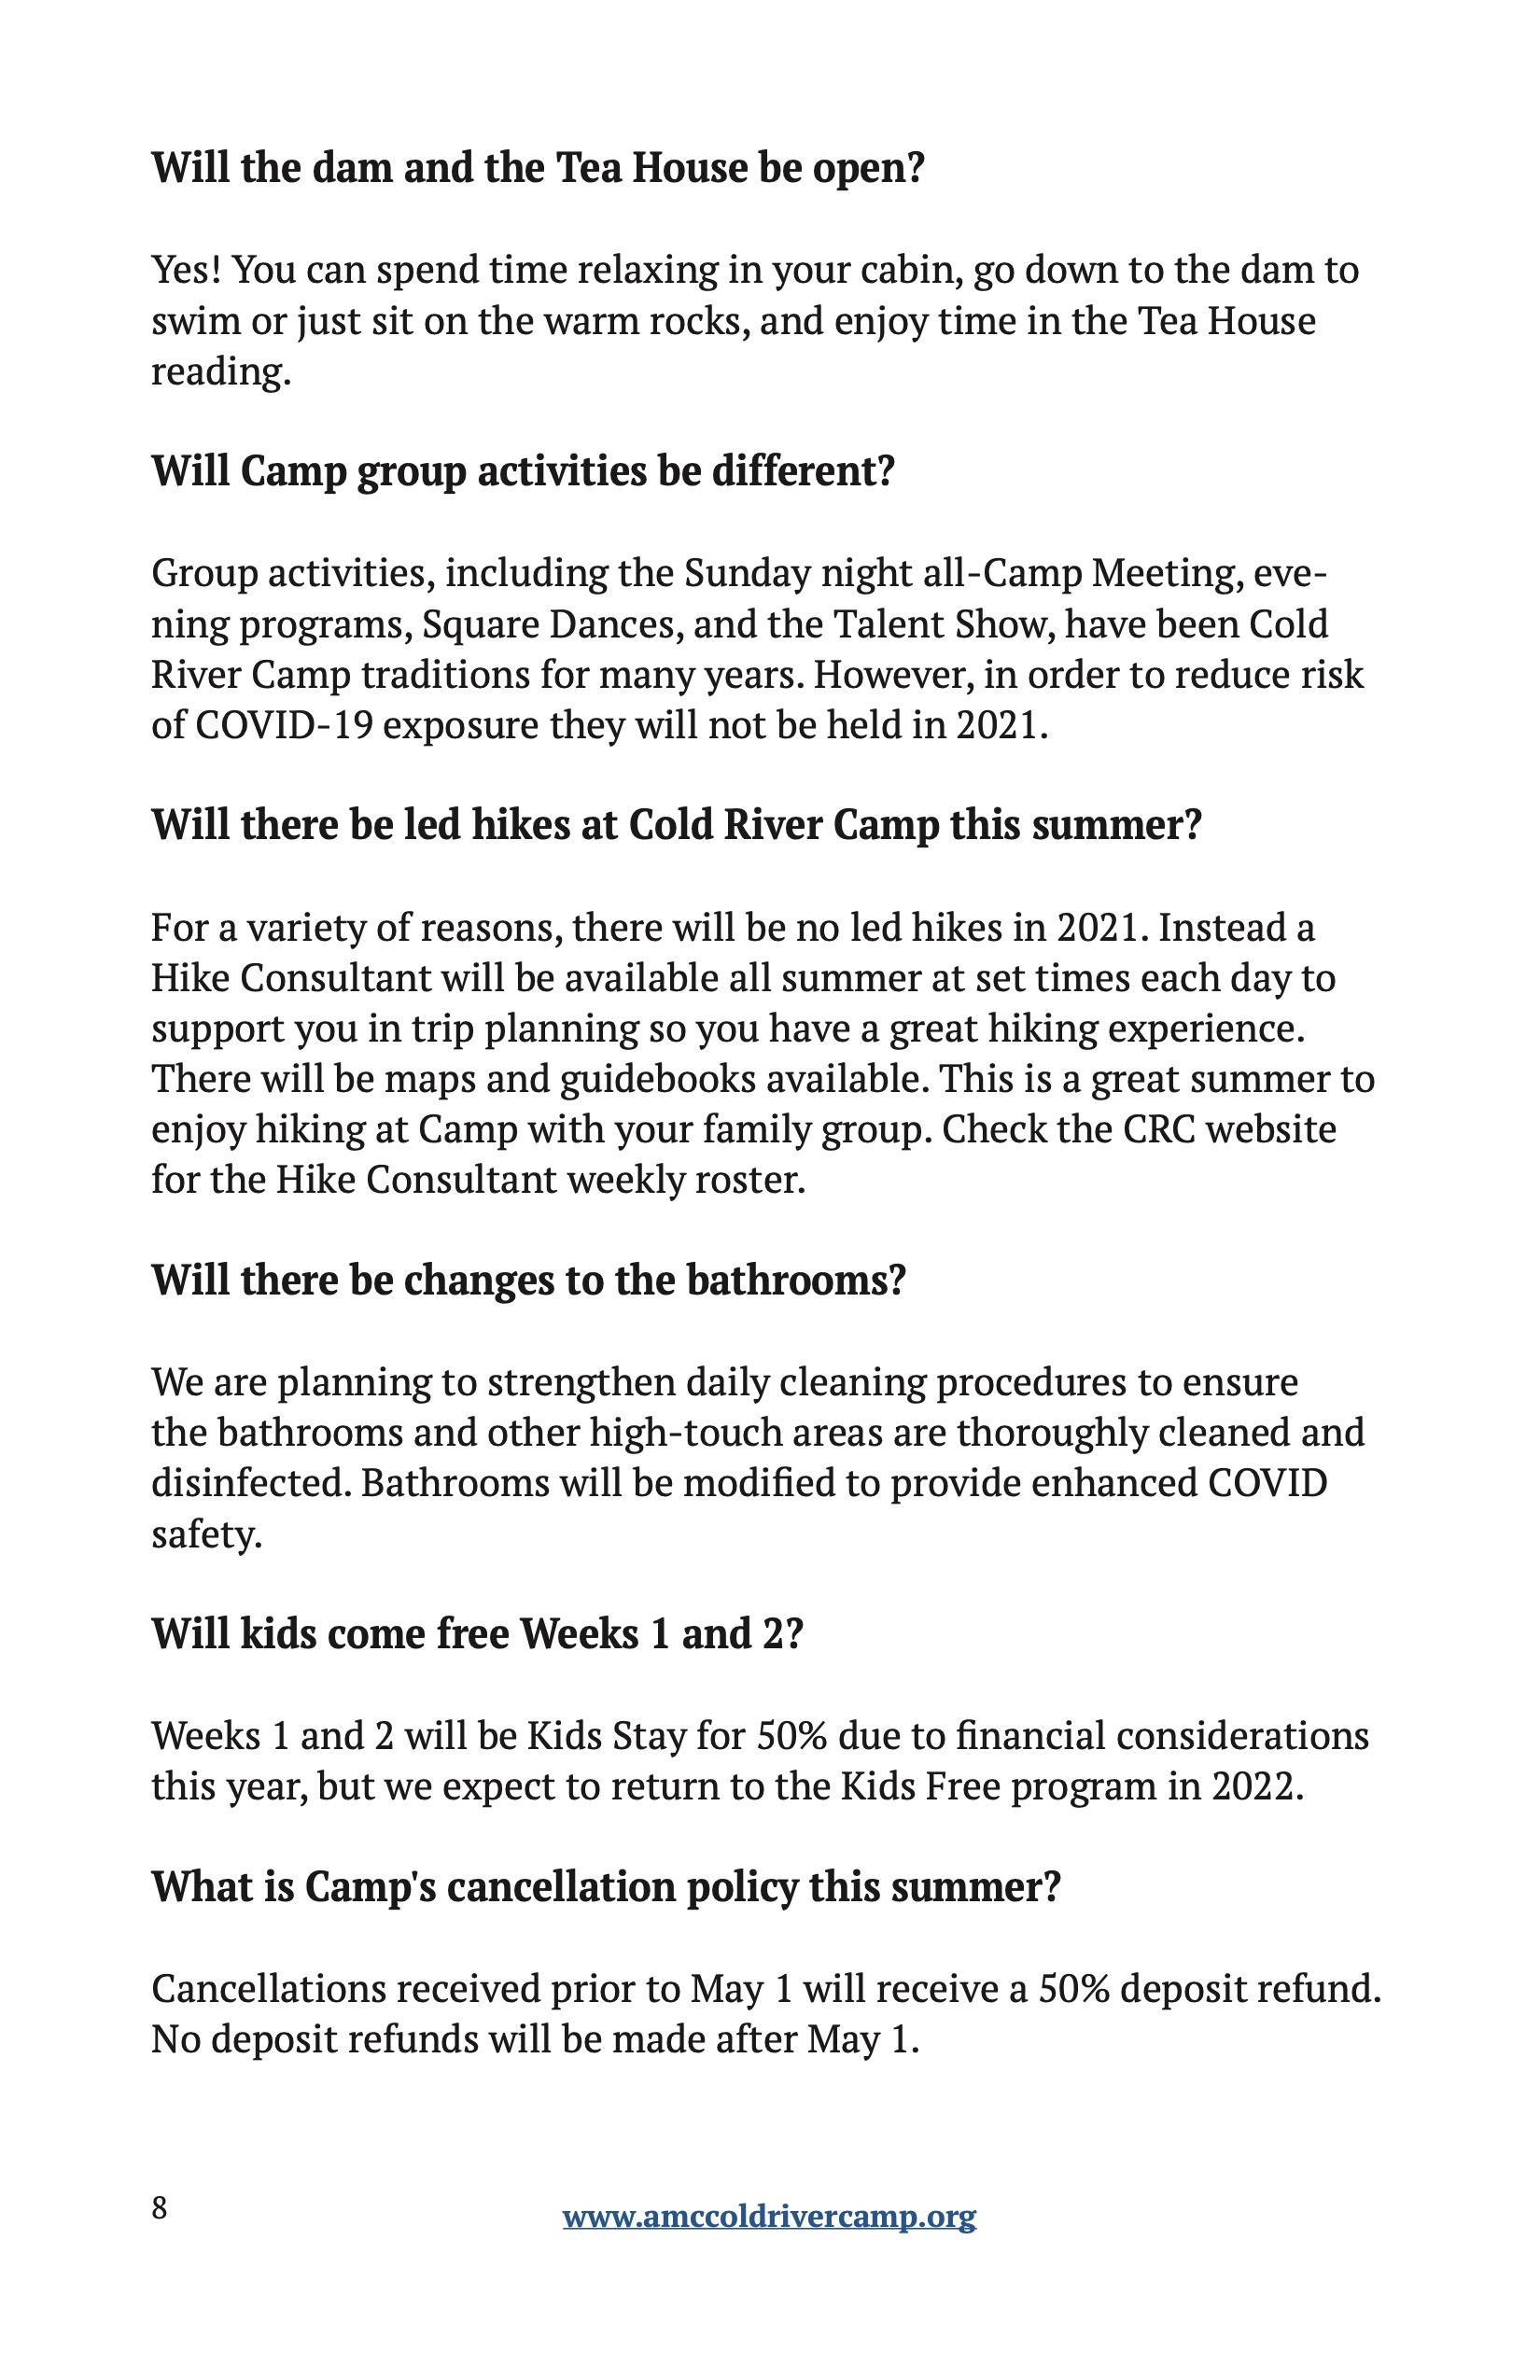 Will the dam and the Tea House be open?
Yes! You can spend time relaxing in your cabin, go down to the dam to
swim or just sit on the warm rocks, and enjoy time in the Tea House
reading.
Will Camp group activities be different?
Group activities, including the Sunday night all-Camp Meeting, eve-
ning programs, Square Dances, and the Talent Show, have been Cold
River Camp traditions for many years. However, in order to reduce risk
of COVID-19 exposure they will not be held in 2021.
Will there be led hikes at Cold River Camp this summer?
For a variety of reasons, there will be no led hikes in 2021. Instead a
Hike Consultant will be available all summer at set times each day to
support you in trip planning so you have a great hiking experience.
There will be maps and guidebooks available. This is a great summer to
enjoy hiking at Camp with your family group. Check the CRC website
for the Hike Consultant weekly roster.
Will there be changes to the bathrooms?
We are planning to strengthen daily cleaning procedures to ensure
the bathrooms and other high-touch areas are thoroughly cleaned and
disinfected. Bathrooms will be modified to provide enhanced COVID
safety.
Will kids come free Weeks 1 and 2?
Weeks 1 and 2 will be Kids Stay for 50% due to financial considerations
this year, but we expect to return to the Kids Free program in 2022.
What is Camp's cancellation policy this summer?
Cancellations received prior to May 1 will receive a 50% deposit refund.
No deposit refunds will be made after May 1.
8
www.amccoldrivercamp.org